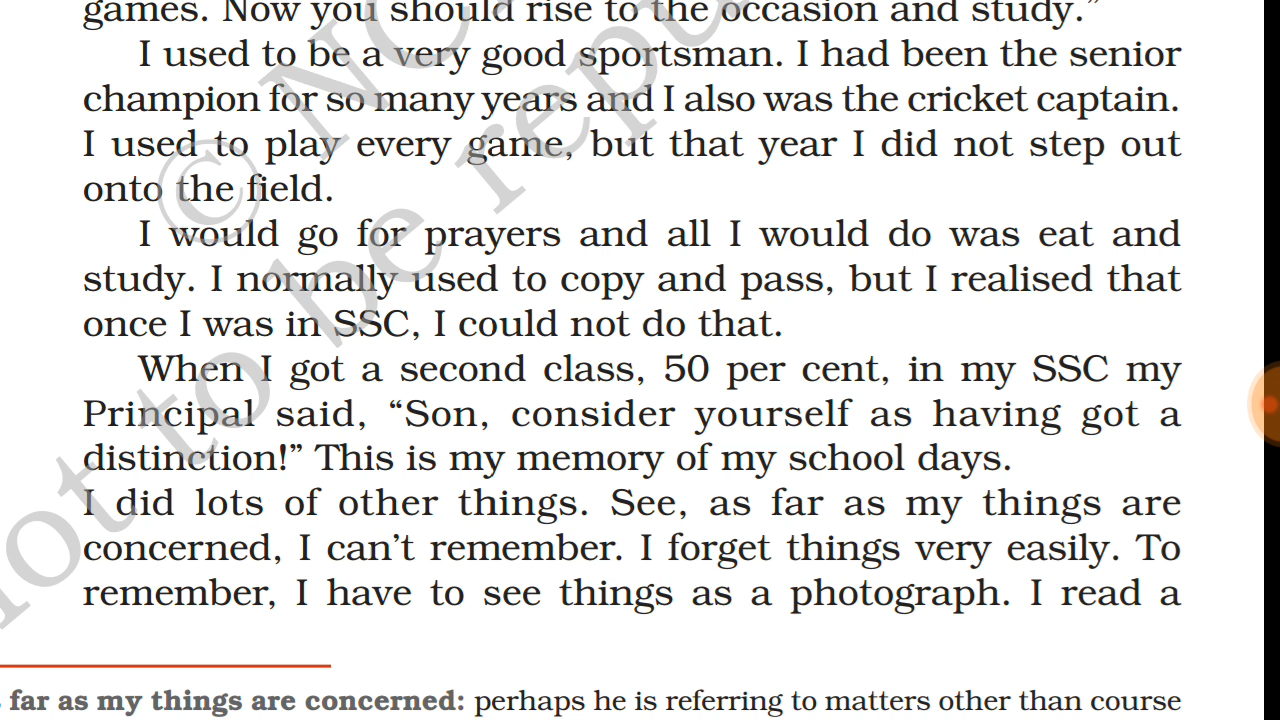 games. Now you should rise to the occasion and study.”
I used to be a very good sportsman. I had been the senior
champion for so many years and I also was the cricket captain.
I used to play every game, but that year I did not step out
onto the field.
I would go for prayers and all I would do was eat and
study. I normally used to copy and pass, but I realised that
once I was in SSC, I could not do that.
When I got a second class, 50 per cent, in my SSC my
Principal said, “Son, consider yourself as having got a
distinction!” This is my memory of my school days.
I did lots of other things. See, as far as my things are
concerned, I can’t remember. I forget things very easily. To
remember, I have to see things as a photograph. I read a
far as my things are concerned: perhaps he is referring to matters other than course
© NC
not to be repu